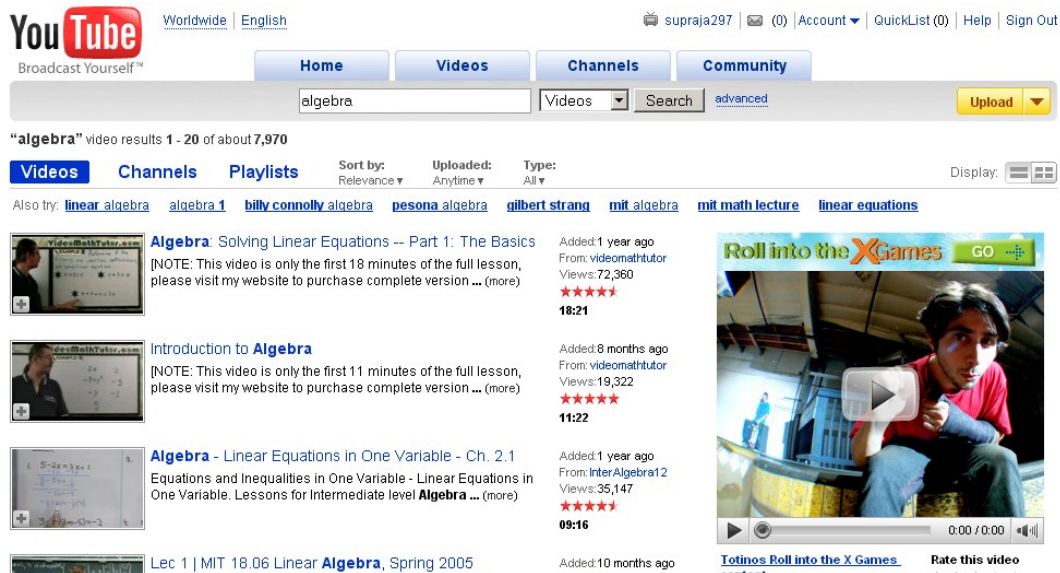 You Tube
Broadcast Yourself™
Worldwide | English
supraja297 | (0) | Account ▼ | QuickList (0) | Help | Sign Out
Home Videos Channels Community
algebra Videos Search advanced
Upload
"algebra" video results 1 - 20 of about 7,970
Videos Channels Playlists
Sort by: Uploaded: Type:
Relevance ▾ Anytime ▾ All ▾
Display:
Also try: linear algebra algebra 1 billy connolly algebra pesona algebra gilbert strang mit algebra mit math lecture linear equations
VideoMathTutor.com
Algebra: Solving Linear Equations -- Part 1: The Basics
[NOTE: This video is only the first 18 minutes of the full lesson,
please visit my website to purchase complete version ... (more)
Added: 1 year ago
From: videomathtutor
Views: 72,360
18:21
Introduction to Algebra
[NOTE: This video is only the first 11 minutes of the full lesson,
please visit my website to purchase complete version ... (more)
Added: 8 months ago
From: videomathtutor
Views: 19,322
11:22
Algebra - Linear Equations in One Variable - Ch. 2.1
Equations and Inequalities in One Variable - Linear Equations in
One Variable. Lessons for Intermediate level Algebra ... (more)
Added: 1 year ago
From: InterAlgebra12
Views: 35,147
09:16
Lec 1 | MIT 18.06 Linear Algebra, Spring 2005
Added: 10 months ago
Roll into the XGames GO
0:00 / 0:00
Totinos Roll into the X Games
Rate this video